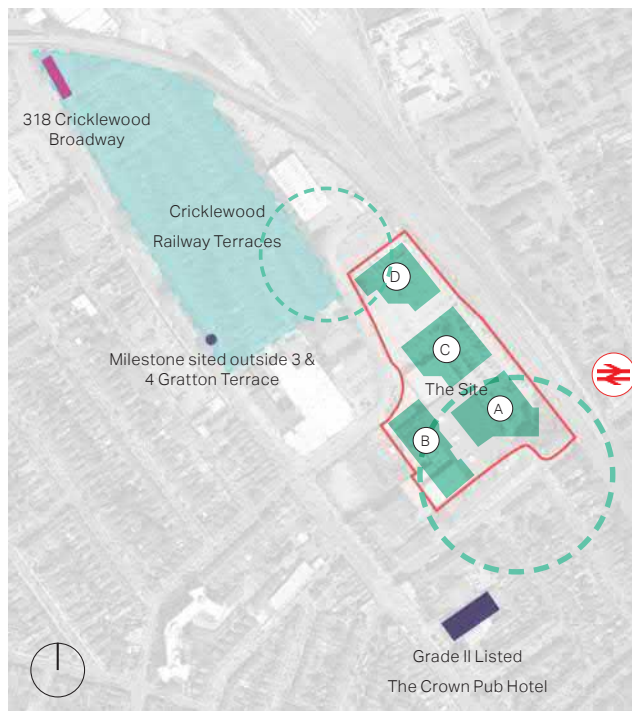 318 Cricklewood
Broadway
Cricklewood
Railway Terraces
D
C
Milestone sited outside 3 &
4 Gratton Terrace
The Site
A
B
Grade II Listed
The Crown Pub Hotel